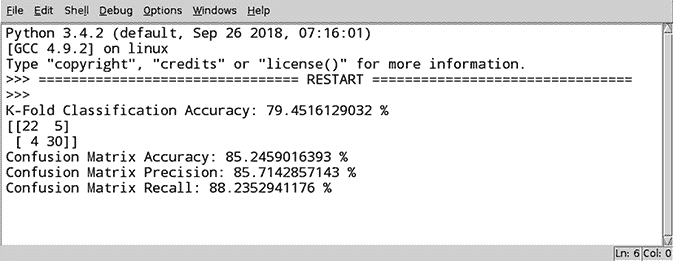 File Edit Shell Debug Options Windows Help
Python 3.4.2 (default, Sep 26 2018, 07:16:01)
[GCC 4.9.2] on linux
Type "copyright", "credits" or "license()" for more information.
>>> ================================ RESTART ================================
>>>
K-Fold Classification Accuracy: 79.4516129032 %
[[22  5]
 [ 4 30]]
Confusion Matrix Accuracy: 85.2459016393 %
Confusion Matrix Precision: 85.7142857143 %
Confusion Matrix Recall: 88.2352941176 %
Ln: 6 Col: 0